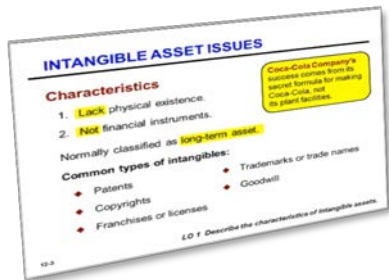 INTANGIBLE ASSET ISSUES
Characteristics
1. Lack physical existence.
2. Not financial instruments.
Normally classified as long-term asset.
Coca-Cola Company's
success comes from its
secret formula for making
Coca-Cola, not
its plant facilities.
Common types of intangibles:
Patents
Copyrights
Franchises or licenses
Trademarks or trade names
Goodwill
12-3
LO 1 Describe the characteristics of intangible assets.